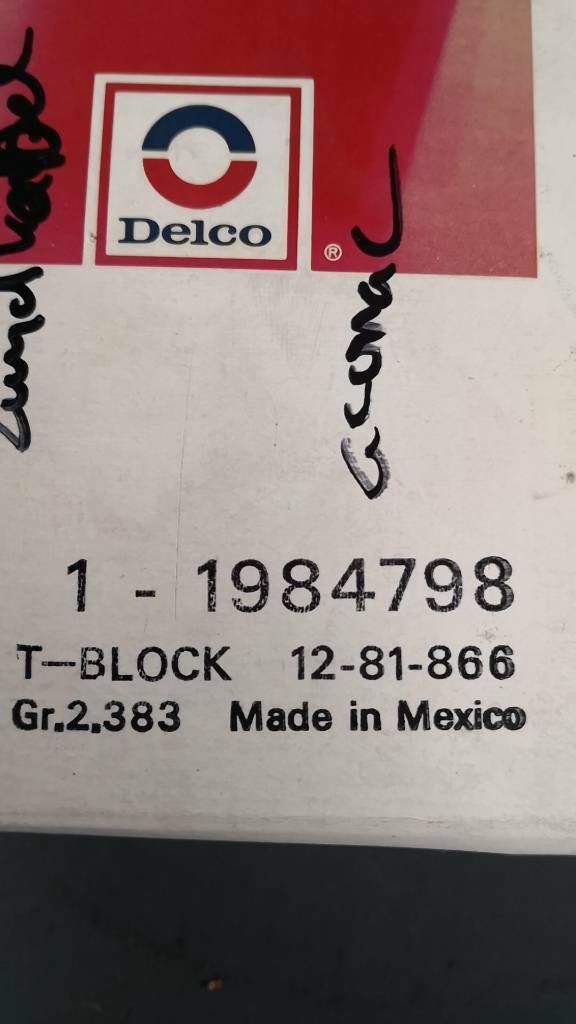 Delco
®
1 - 1984798
T-BLOCK 12-81-866
Gr.2.383 Made in Mexico